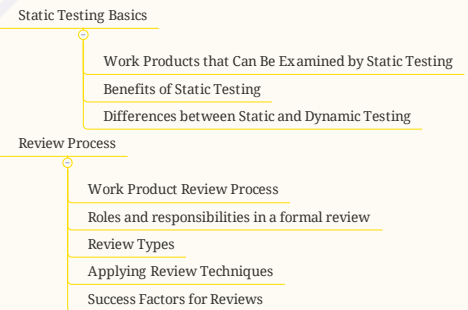 Static Testing Basics
Work Products that Can Be Examined by Static Testing
Benefits of Static Testing
Differences between Static and Dynamic Testing
Review Process
Work Product Review Process
Roles and responsibilities in a formal review
Review Types
Applying Review Techniques
Success Factors for Reviews